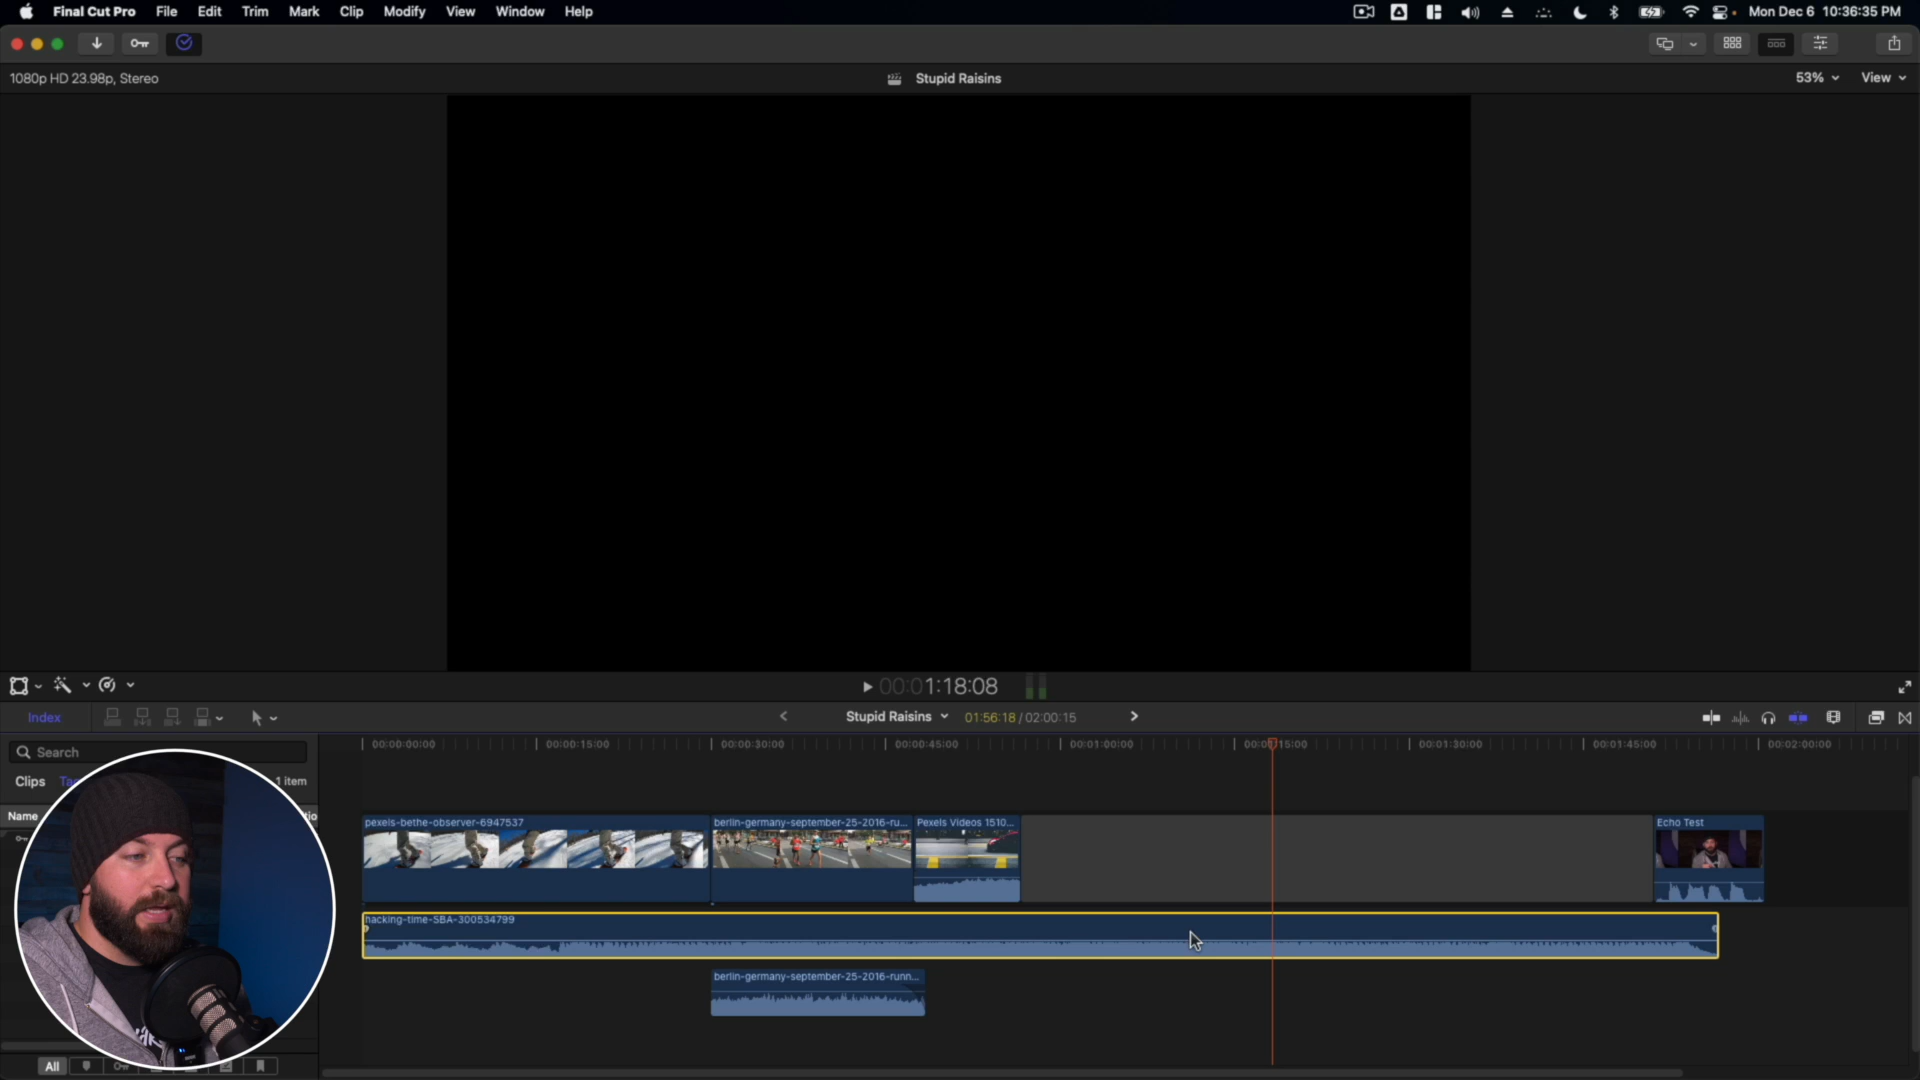 Final Cut Pro File Edit Trim Mark Clip Modify View Window Help Mon Dec 6 10:36:35 PM
1080p HD 23.98p, Stereo Stupid Raisins 53% View
00:01:18:08
Index Stupid Raisins 01:56:18 / 02:00:15
Search
00:00:00:00 00:00:15:00 00:00:30:00 00:00:45:00 00:01:00:00 00:01:30:00 00:01:45:00 00:02:00:00
Clips 1 item
Name
pexels-bethe-observer-6947537 berlin-germany-september-25-2016-ru... Pexels Videos 1510... Echo Test
hacking-time-SBA-300534799
berlin-germany-september-25-2016-runn...
All